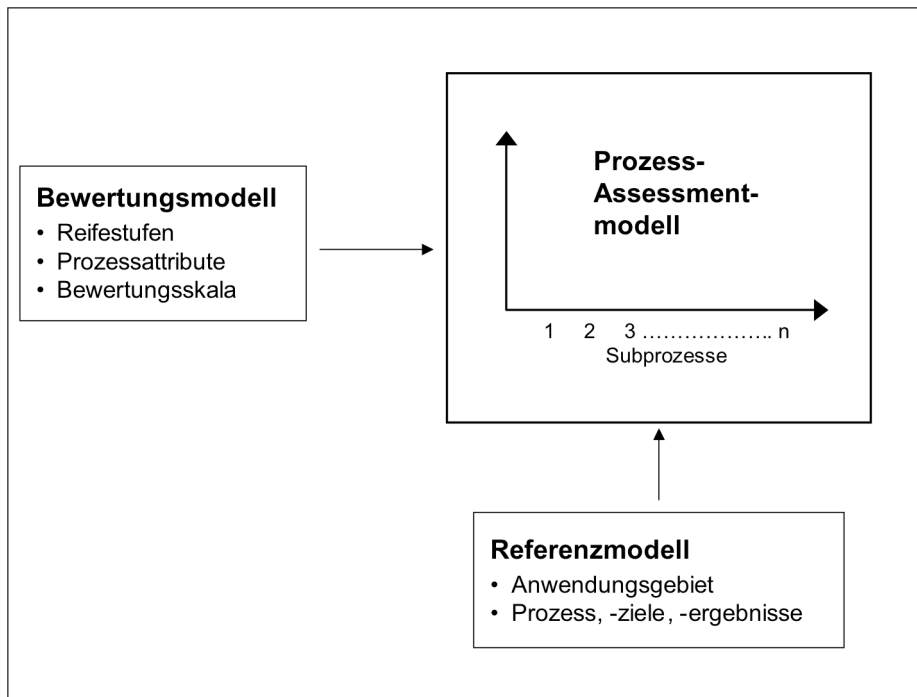 Prozess-
Assessment-
modell
Bewertungsmodell
• Reifestufen
• Prozessattribute
• Bewertungsskala
1 2 3 ………………….. n
Subprozesse
Referenzmodell
• Anwendungsgebiet
• Prozess, -ziele, -ergebnisse